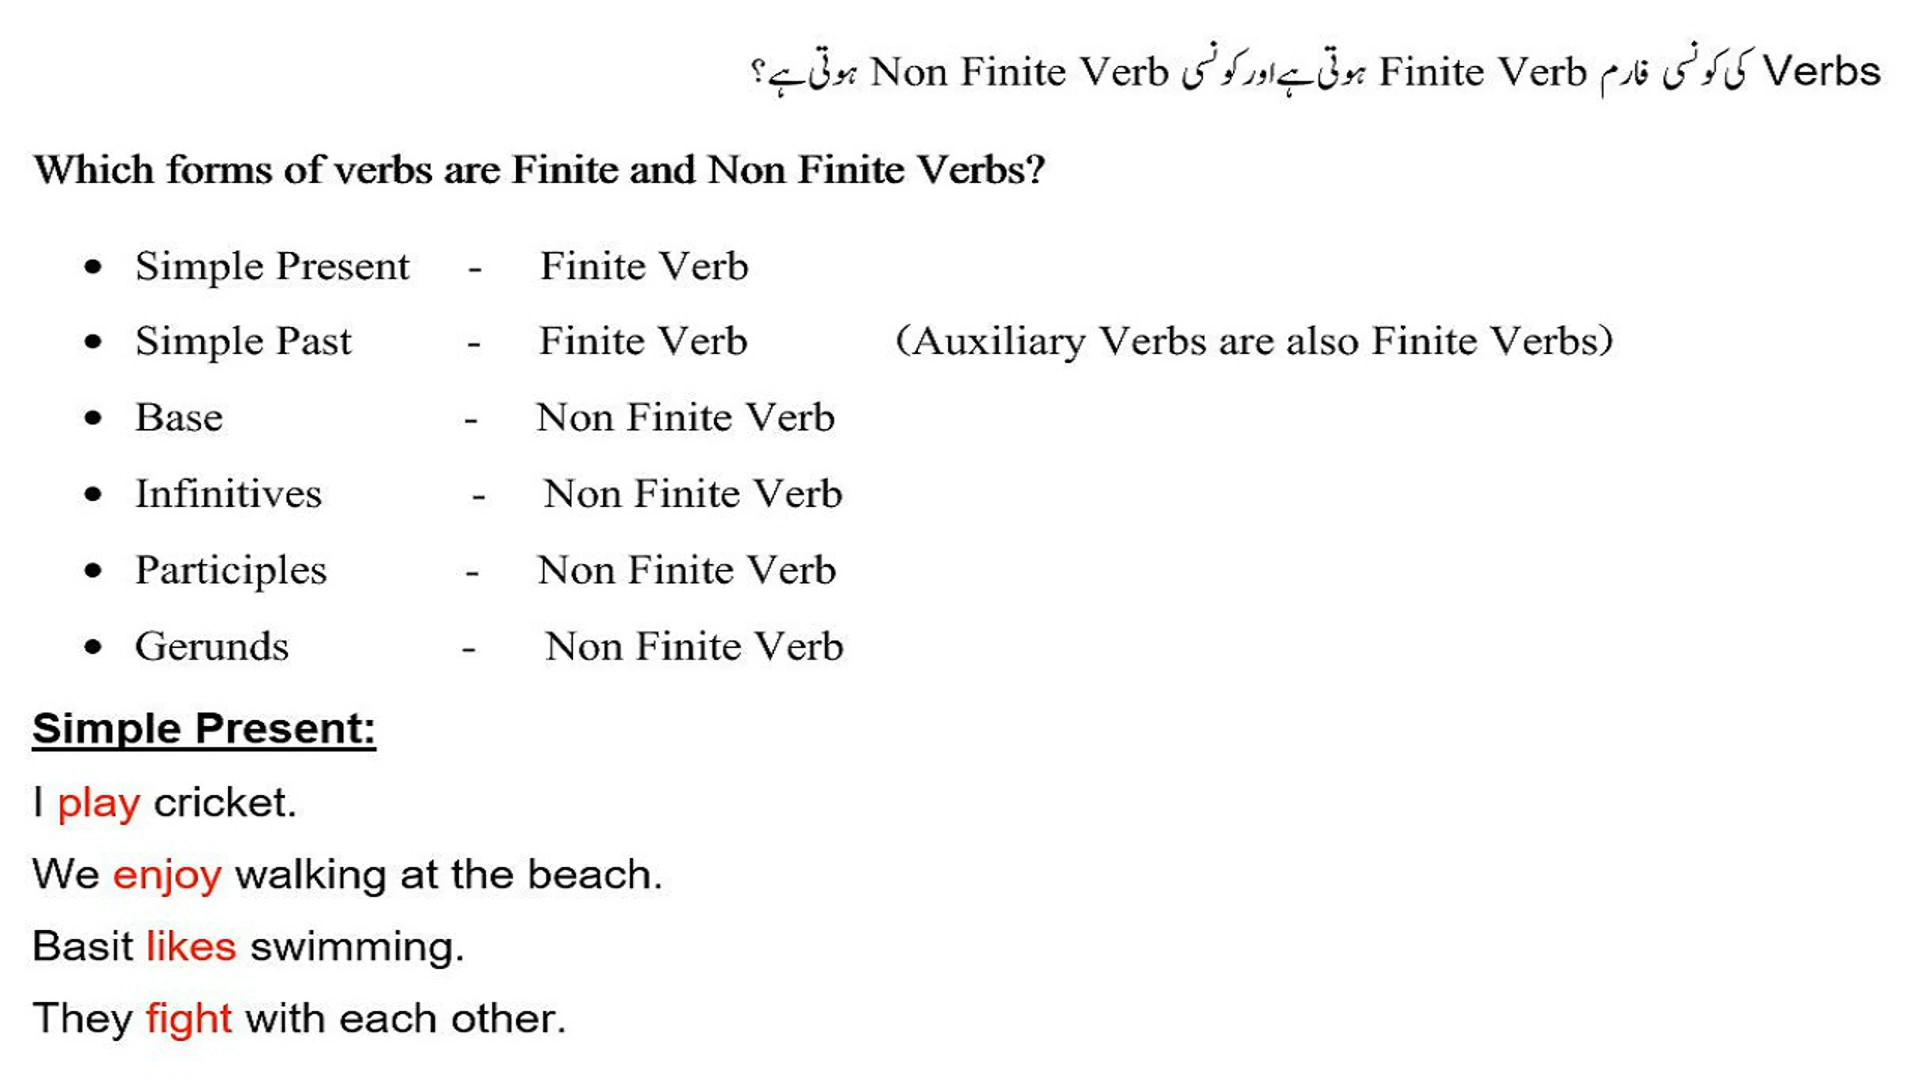 Verbs کی کونسی فارم Finite Verb ہوتی ہے اور کونسی Non Finite Verb ہوتی ہے؟
Which forms of verbs are Finite and Non Finite Verbs?
• Simple Present - Finite Verb
• Simple Past - Finite Verb (Auxiliary Verbs are also Finite Verbs)
• Base - Non Finite Verb
• Infinitives - Non Finite Verb
• Participles - Non Finite Verb
• Gerunds - Non Finite Verb
Simple Present:
I play cricket.
We enjoy walking at the beach.
Basit likes swimming.
They fight with each other.